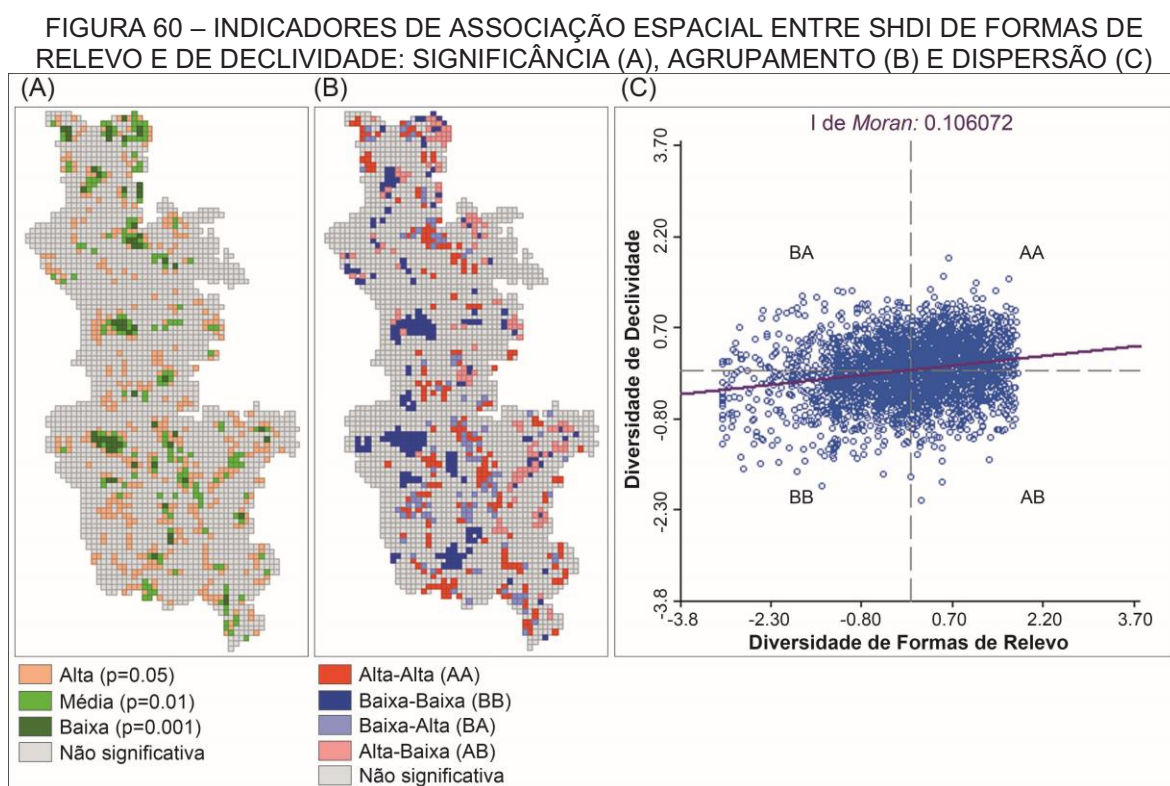 FIGURA 60 – INDICADORES DE ASSOCIAÇÃO ESPACIAL ENTRE SHDI DE FORMAS DE
RELEVO E DE DECLIVIDADE: SIGNIFICÂNCIA (A), AGRUPAMENTO (B) E DISPERSÃO (C)
(A)
Alta (p=0.05)
Média (p=0.01)
Baixa (p=0.001)
Não significativa
(B)
Alta-Alta (AA)
Baixa-Baixa (BB)
Baixa-Alta (BA)
Alta-Baixa (AB)
Não significativa
(C)
I de Moran: 0.106072
Diversidade de Declividade
3.70
2.20
0.70
-0.80
-2.30
-3.8
BA
AA
BB
AB
-3.8 -2.30 -0.80 0.70 2.20 3.70
Diversidade de Formas de Relevo